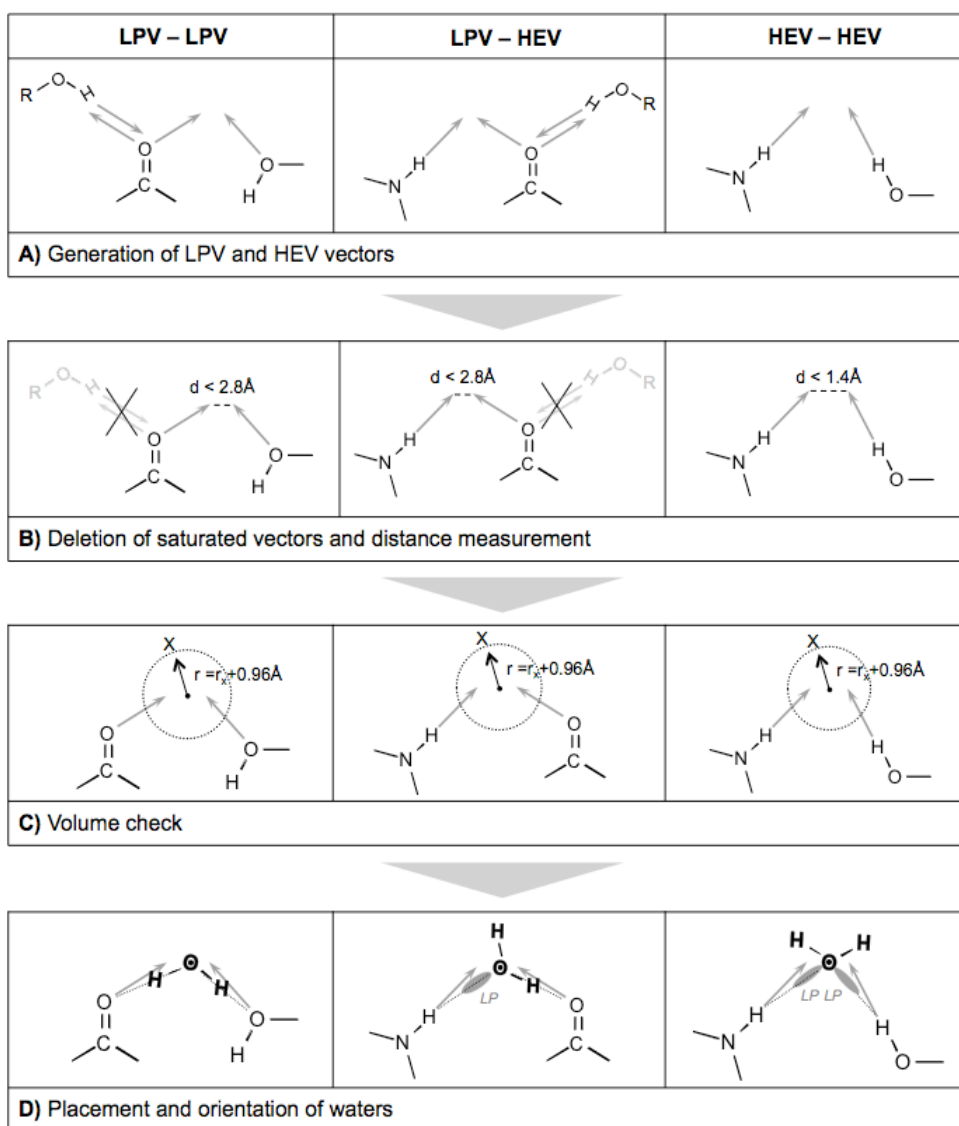 LPV – LPV
LPV – HEV
HEV – HEV
R O H
O
C
O
H
H
N
O
C
H O R
H
N
H
O
A) Generation of LPV and HEV vectors
R O H
d < 2.8Å
O
C
O
H
d < 2.8Å
H
N
O
C
H O R
d < 1.4Å
H
N
H
O
B) Deletion of saturated vectors and distance measurement
X
r =rₓ+0.96Å
O
C
O
H
X
r =rₓ+0.96Å
H
N
O
C
X
r =rₓ+0.96Å
H
N
H
O
C) Volume check
H O H
O
C
O
H
H
O
H
LP
H
N
O
C
H H
O
LP LP
H
N
H
O
D) Placement and orientation of waters